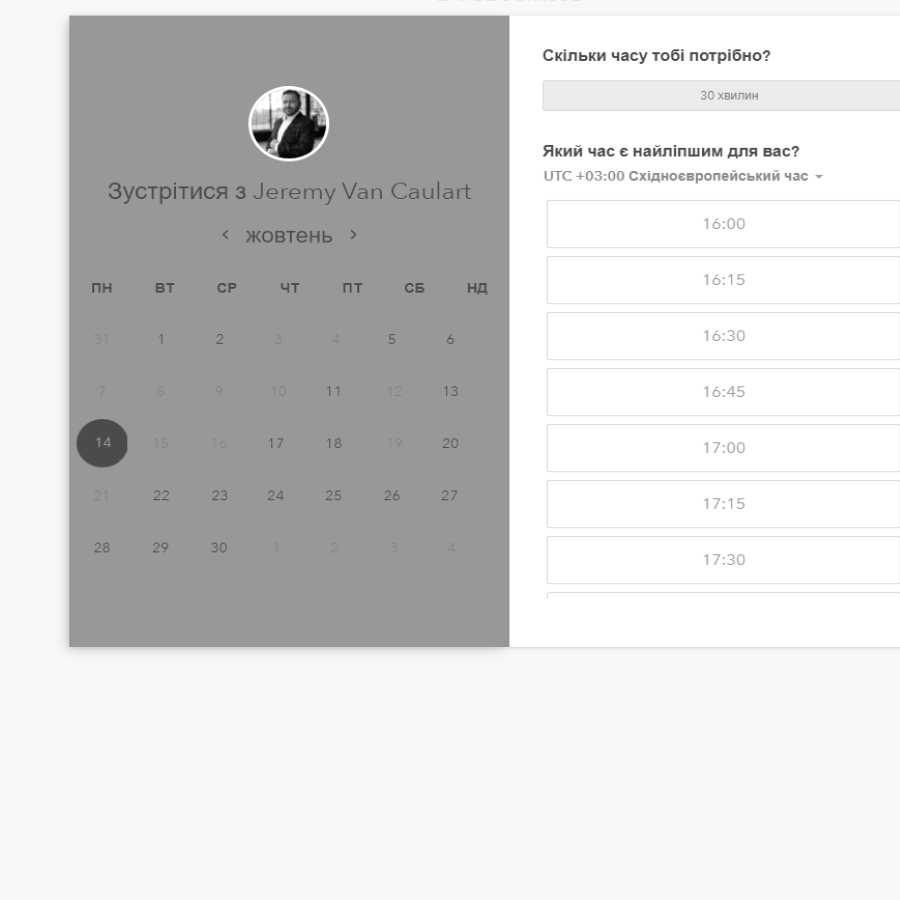 Зустрітися з Jeremy Van Caulart
жовтень
ПН ВТ СР ЧТ ПТ СБ НД
31 1 2 3 4 5 6
7 8 9 10 11 12 13
14 15 16 17 18 19 20
21 22 23 24 25 26 27
28 29 30 1 2 3 4
Скільки часу тобі потрібно?
30 хвилин
Який час є найліпшим для вас?
UTC +03:00 Східноєвропейський час
16:00
16:15
16:30
16:45
17:00
17:15
17:30